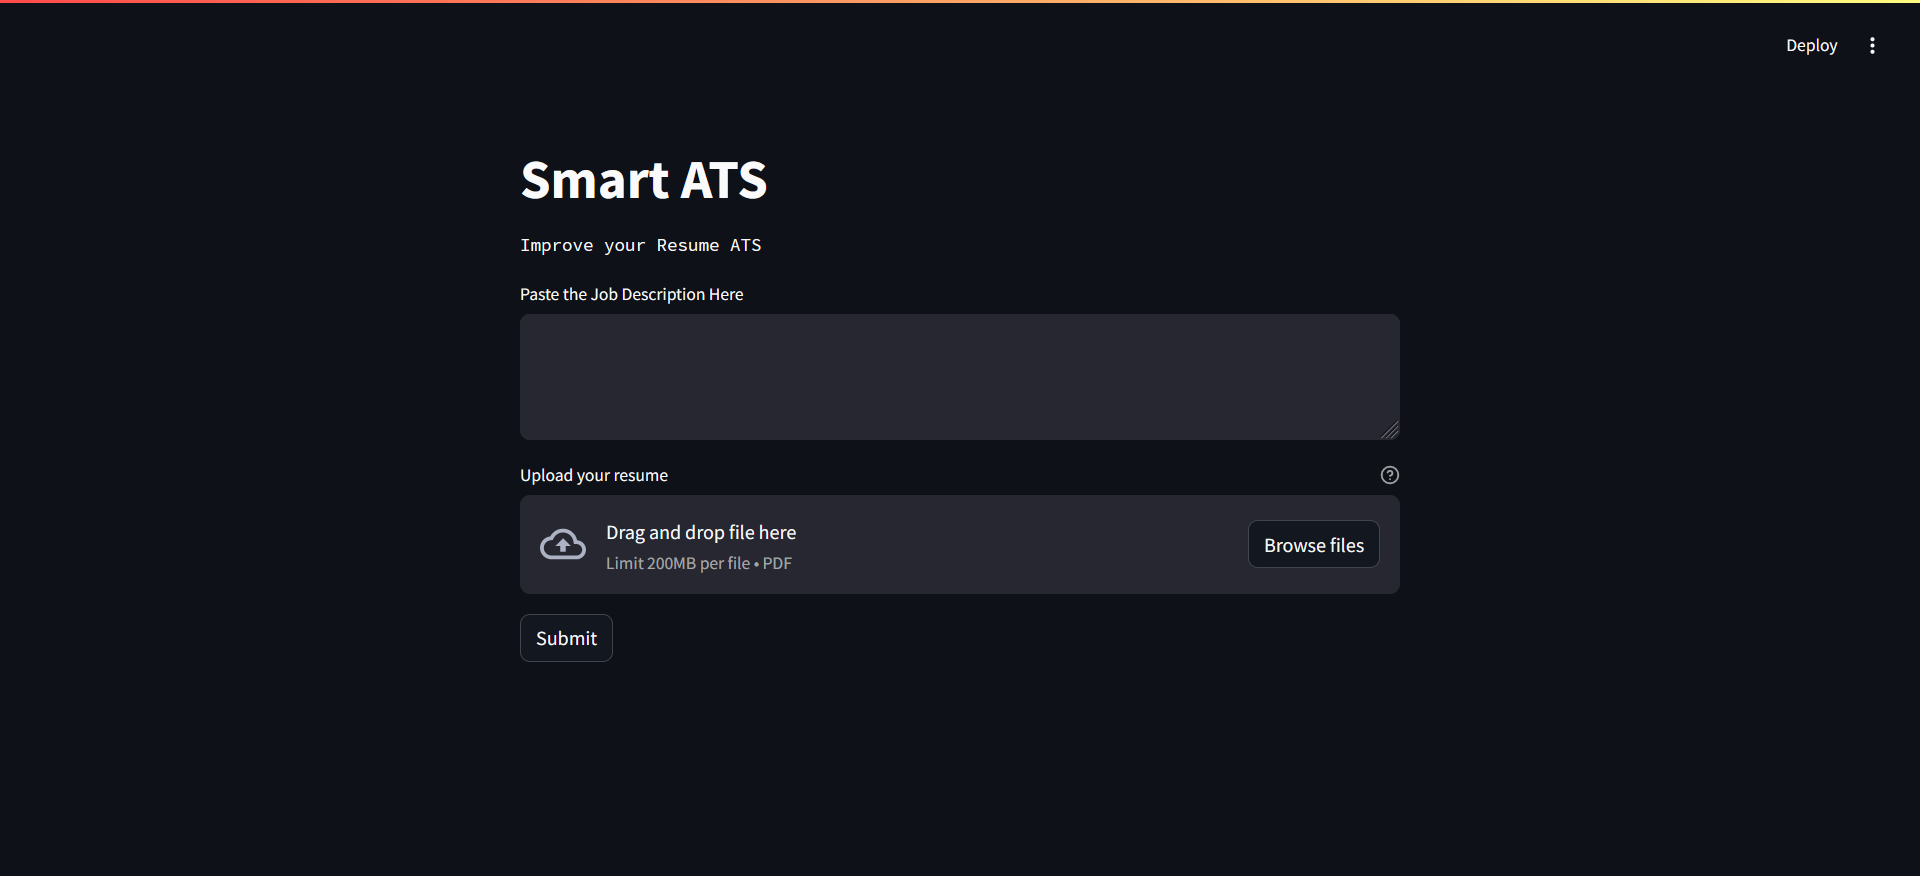 Deploy
Smart ATS
Improve your Resume ATS
Paste the Job Description Here
Upload your resume
Drag and drop file here
Limit 200MB per file • PDF
Browse files
Submit